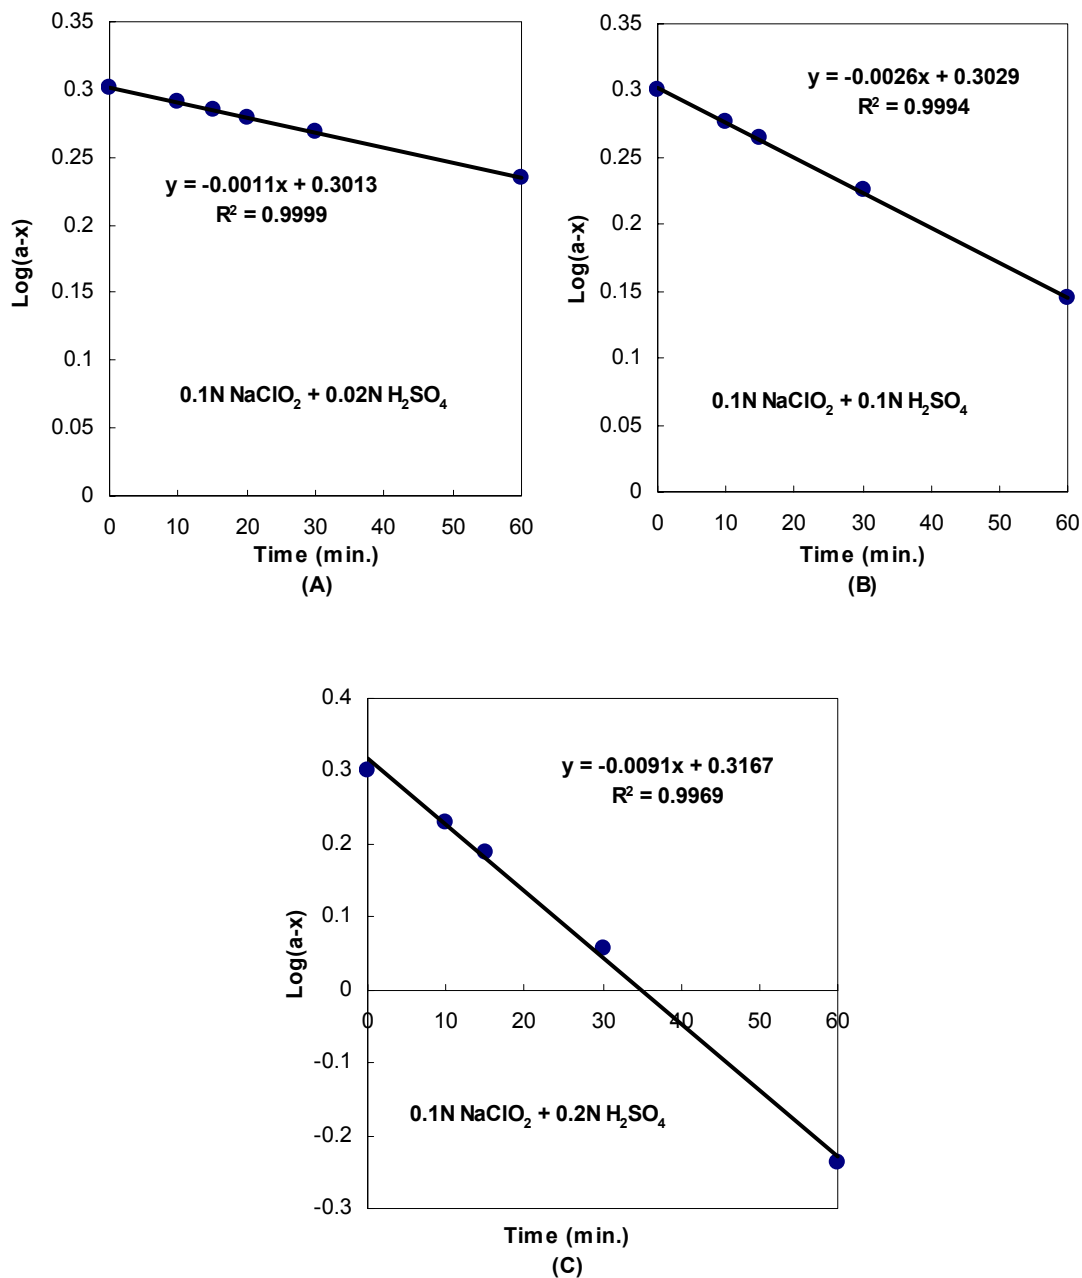 0.35
0.3
0.25
0.2
0.15
0.1
0.05
0
Log(a-x)
y = -0.0011x + 0.3013
R² = 0.9999
0.1N NaClO₂ + 0.02N H₂SO₄
0 10 20 30 40 50 60
Time (min.)
(A)
0.35
0.3
0.25
0.2
0.15
0.1
0.05
0
Log(a-x)
y = -0.0026x + 0.3029
R² = 0.9994
0.1N NaClO₂ + 0.1N H₂SO₄
0 10 20 30 40 50 60
Time (min.)
(B)
0.4
0.3
0.2
0.1
0
-0.1
-0.2
-0.3
Log(a-x)
y = -0.0091x + 0.3167
R² = 0.9969
0 10 20 30 40 50 60
0.1N NaClO₂ + 0.2N H₂SO₄
Time (min.)
(C)